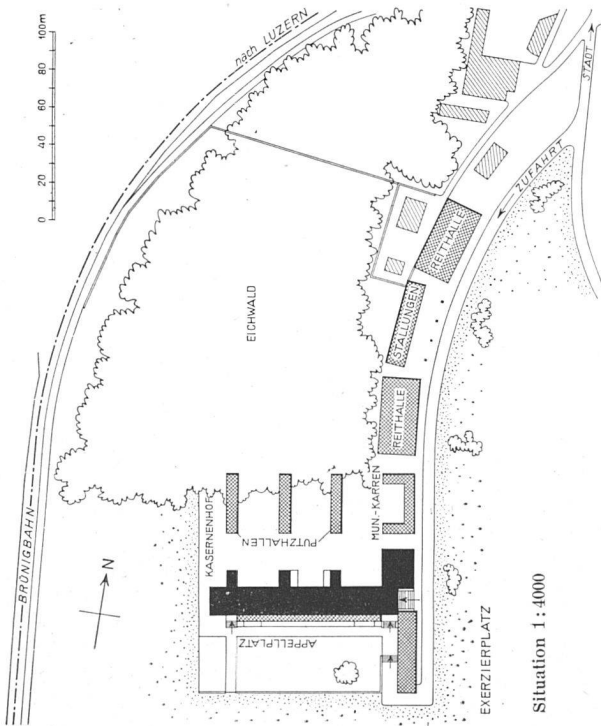 0 20 40 60 80 100m
nach LUZERN
BRÜNIGBAHN
N
EICHWALD
STADT
ZUFAHRT
REITHALLE
STALLUNGEN
REITHALLE
KASERNENHOF
PUTZHALLEN
MUN.-KARREN
APPELLPLATZ
EXERZIERPLATZ
Situation 1:4000